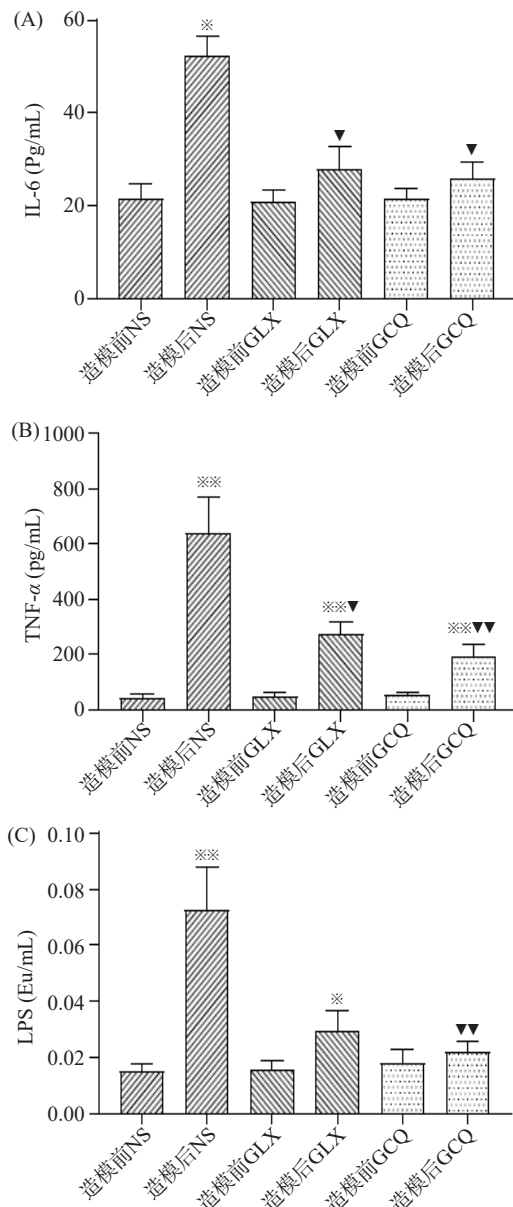 (A)
60
40
20
0
IL-6 (Pg/mL)
※
▼
▼
造模前NS
造模后NS
造模前GLX
造模后GLX
造模前GCQ
造模后GCQ
(B)
1000
800
600
400
200
0
TNF-α (pg/mL)
※※
※※▼
※※▼▼
造模前NS
造模后NS
造模前GLX
造模后GLX
造模前GCQ
造模后GCQ
(C)
0.10
0.08
0.06
0.04
0.02
0.00
LPS (Eu/mL)
※※
※
▼▼
造模前NS
造模后NS
造模前GLX
造模后GLX
造模前GCQ
造模后GCQ